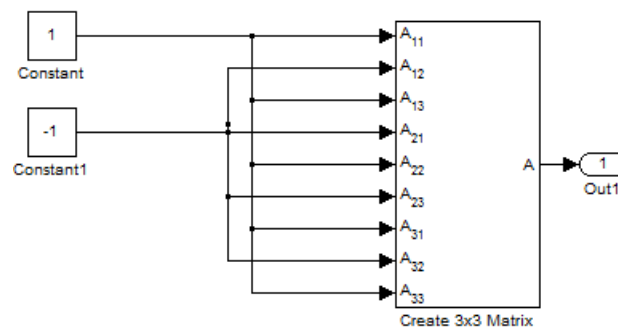 1
Constant
-1
Constant1
A11
A12
A13
A21
A22
A23
A31
A32
A33
A
Create 3x3 Matrix
1
Out1